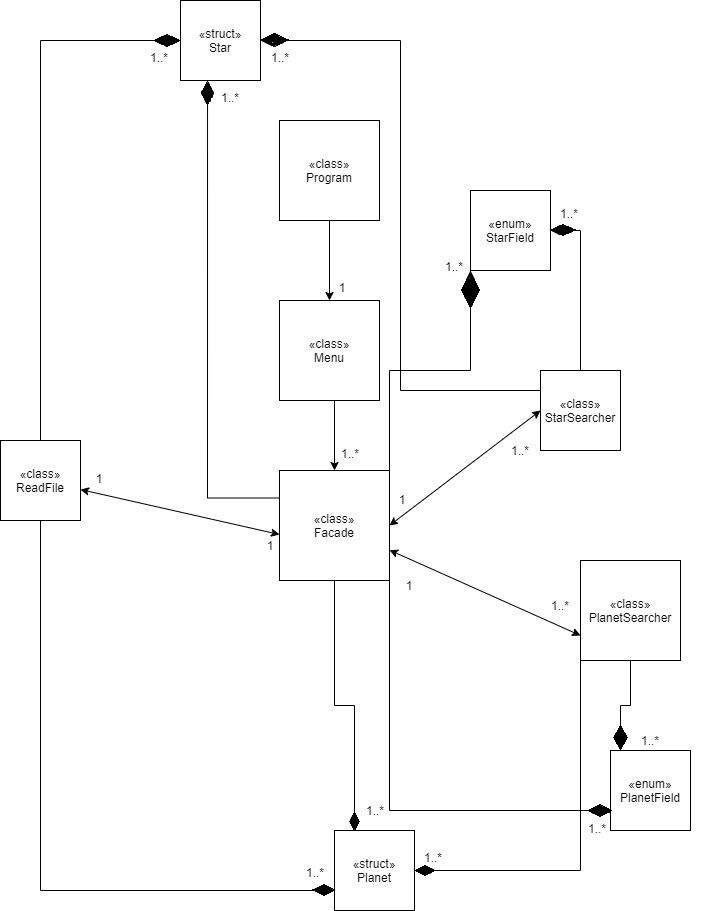 «struct»
Star
1..*
1..*
1..*
«class»
Program
1
«enum»
StarField
1..*
1..*
«class»
Menu
1..*
«class»
StarSearcher
1..*
«class»
ReadFile
1
1
«class»
Facade
1
1
1..*
«class»
PlanetSearcher
1..*
«enum»
PlanetField
1..*
1..*
1..*
«struct»
Planet
1..*